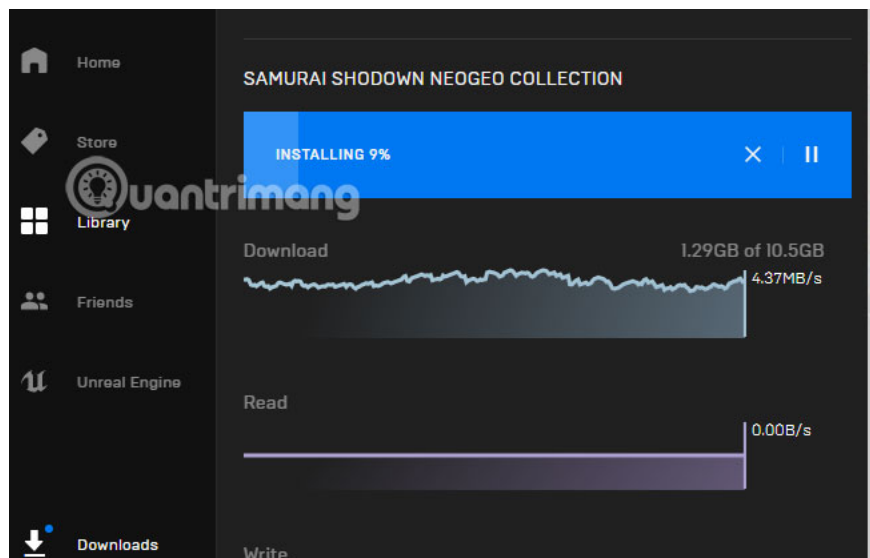 Home
Store
Library
Friends
Unreal Engine
Downloads
SAMURAI SHODOWN NEOGEO COLLECTION
INSTALLING 9%
Download
1.29GB of 10.5GB
4.37MB/s
Read
0.00B/s
Write
Quantrimang